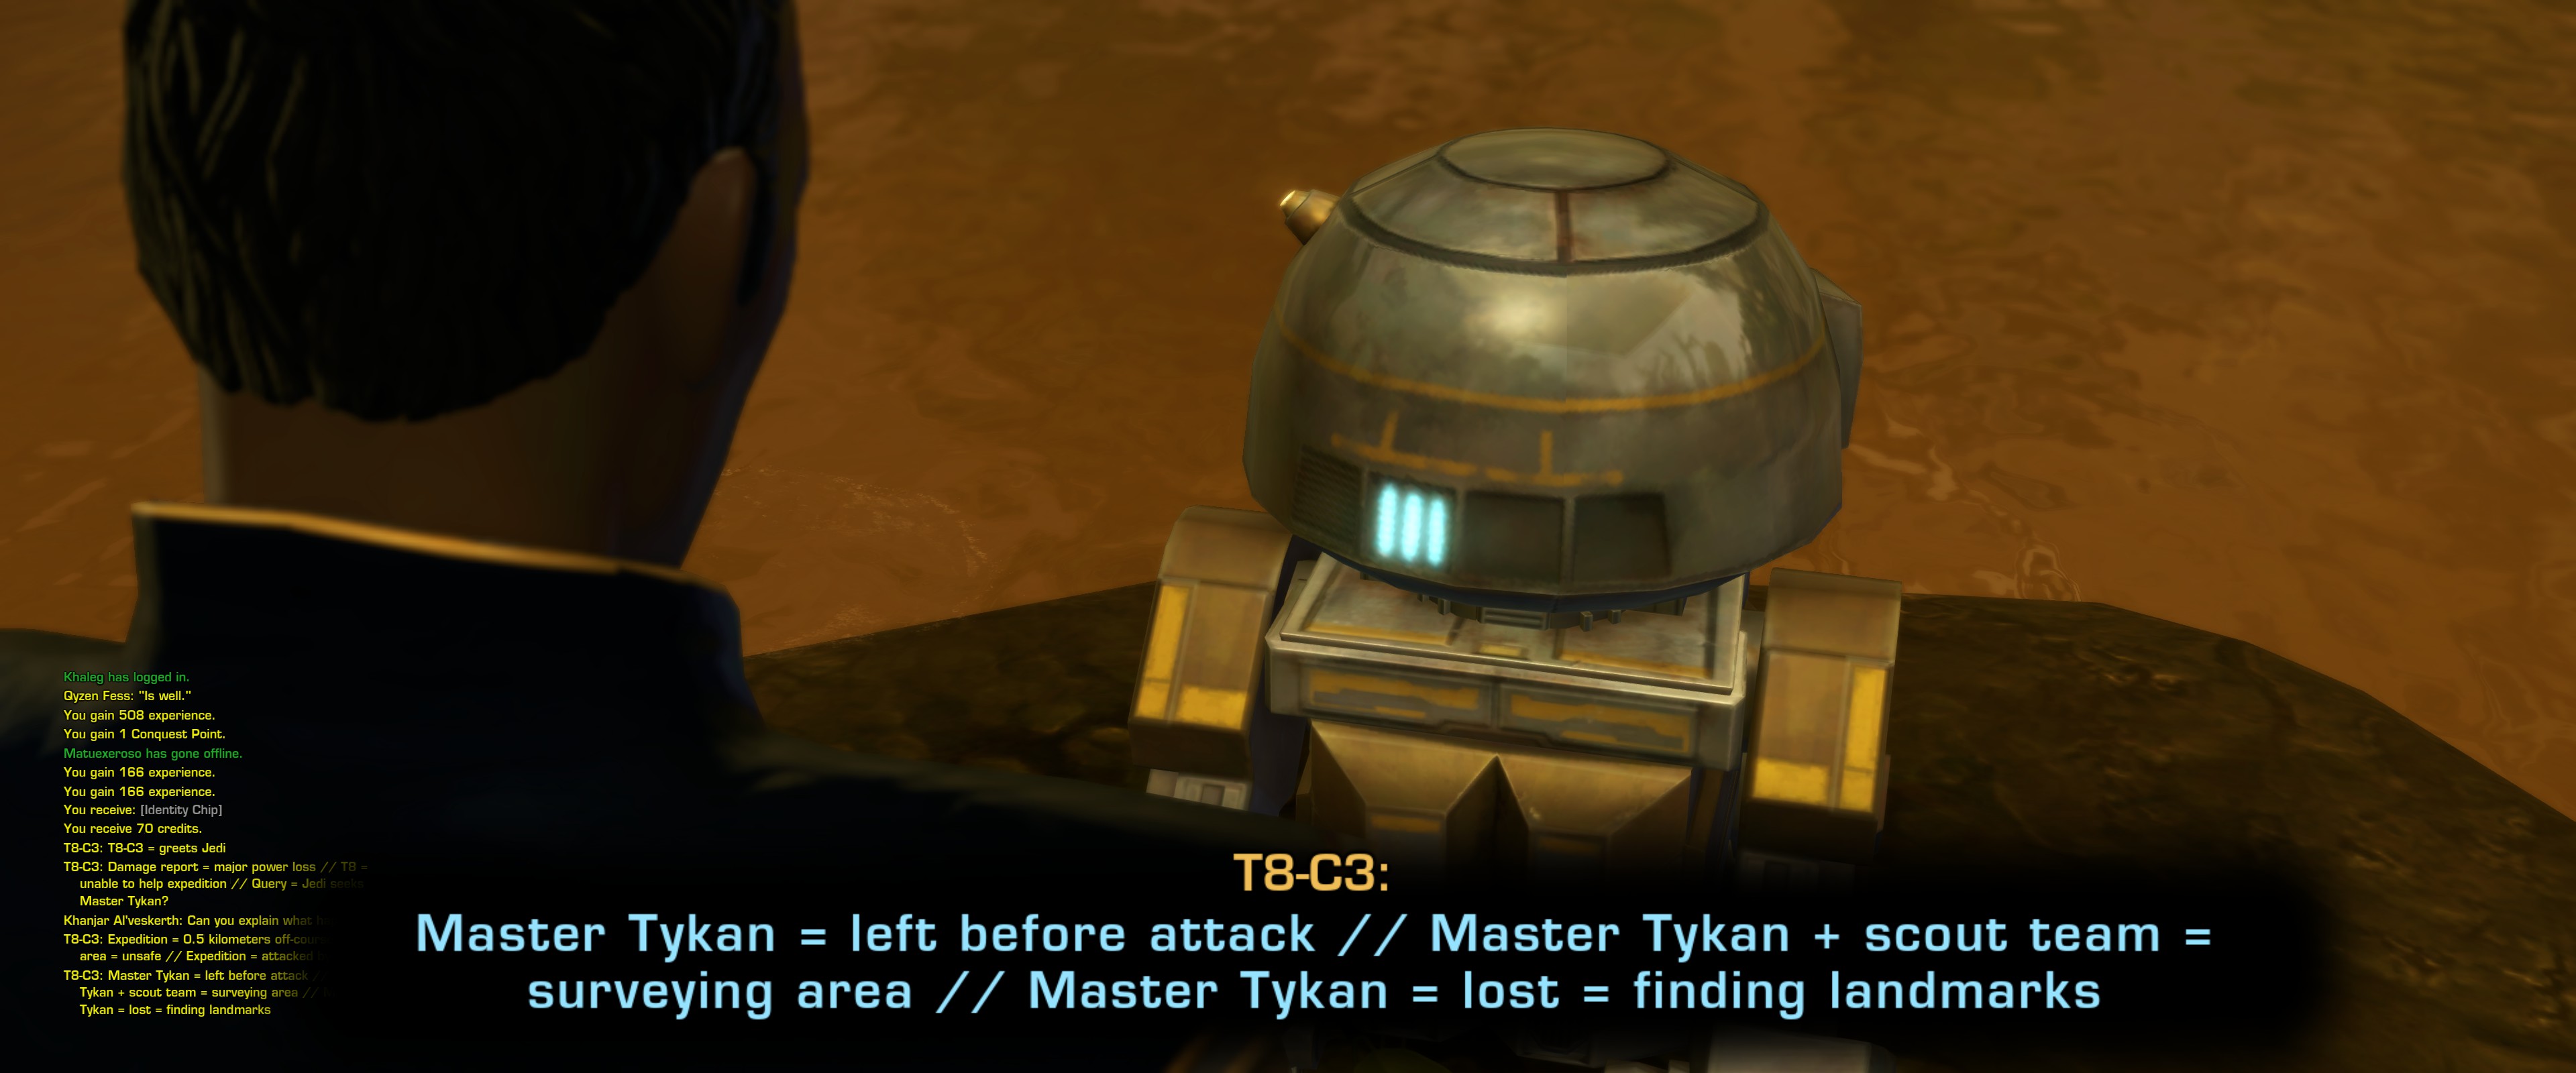 Khaleg has logged in.
Qyzen Fess: "Is well."
You gain 508 experience.
You gain 1 Conquest Point.
Matuexeroso has gone offline.
You gain 166 experience.
You gain 166 experience.
You receive: [Identity Chip]
You receive 70 credits.
T8-C3: T8-C3 = greets Jedi
T8-C3: Damage report = major power loss // T8 =
unable to help expedition // Query = Jedi seeks
Master Tykan?
Khanjar Al'veskerth: Can you explain what
T8-C3: Expedition = 0.5 kilometers off-course
area = unsafe // Expedition = attacked
T8-C3: Master Tykan = left before attack //
Tykan + scout team = surveying area //
Tykan = lost = finding landmarks
T8-C3:
Master Tykan = left before attack // Master Tykan + scout team =
surveying area // Master Tykan = lost = finding landmarks